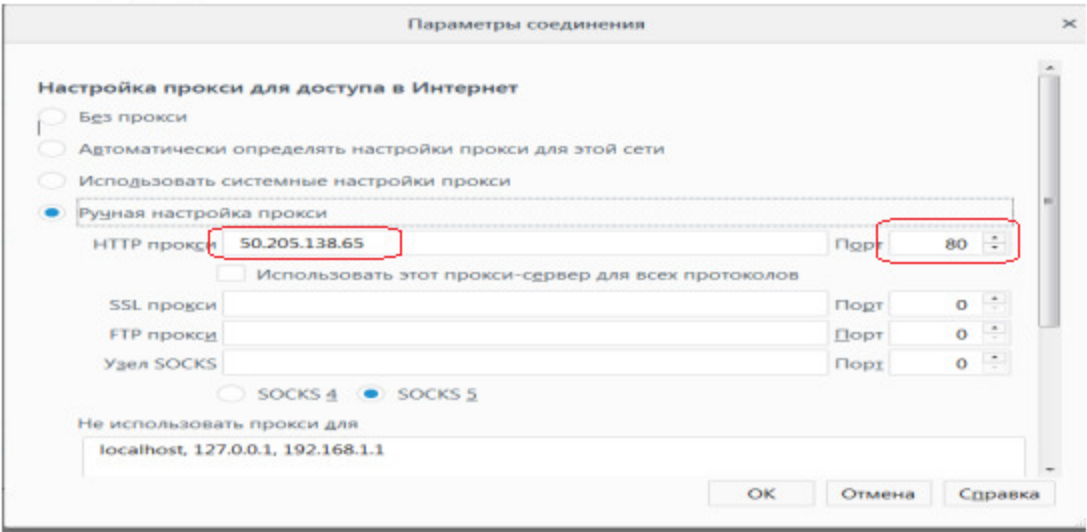 Параметры соединения
Настройка прокси для доступа в Интернет
Без прокси
Автоматически определять настройки прокси для этой сети
Использовать системные настройки прокси
Ручная настройка прокси
HTTP прокси 50.205.138.65 Порт 80
Использовать этот прокси-сервер для всех протоколов
SSL прокси Порт 0
FTP прокси Порт 0
Узел SOCKS Порт 0
SOCKS 4 SOCKS 5
Не использовать прокси для
localhost, 127.0.0.1, 192.168.1.1
ОК Отмена Справка